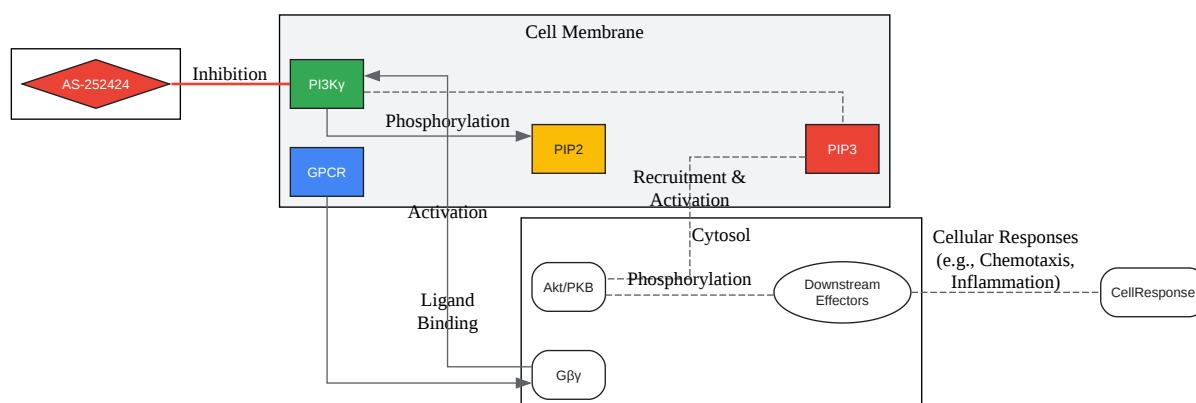 Cell Membrane
AS-252424
Inhibition
PI3Kγ
Phosphorylation
PIP2
PIP3
GPCR
Recruitment &
Activation
Activation
Cytosol
Cellular Responses
(e.g., Chemotaxis,
Inflammation)
Akt/PKB
Phosphorylation
Downstream
Effectors
CellResponse
Ligand
Binding
Gβγ